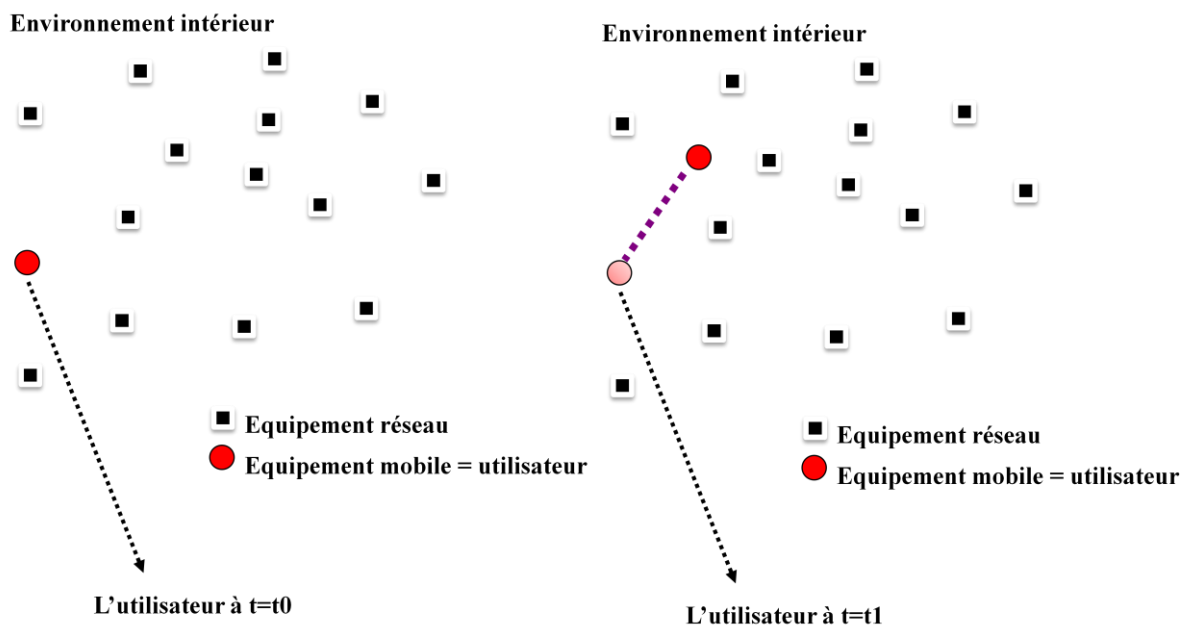 Environnement intérieur
Equipement réseau
Equipement mobile = utilisateur
L’utilisateur à t=t0
Environnement intérieur
Equipement réseau
Equipement mobile = utilisateur
L’utilisateur à t=t1